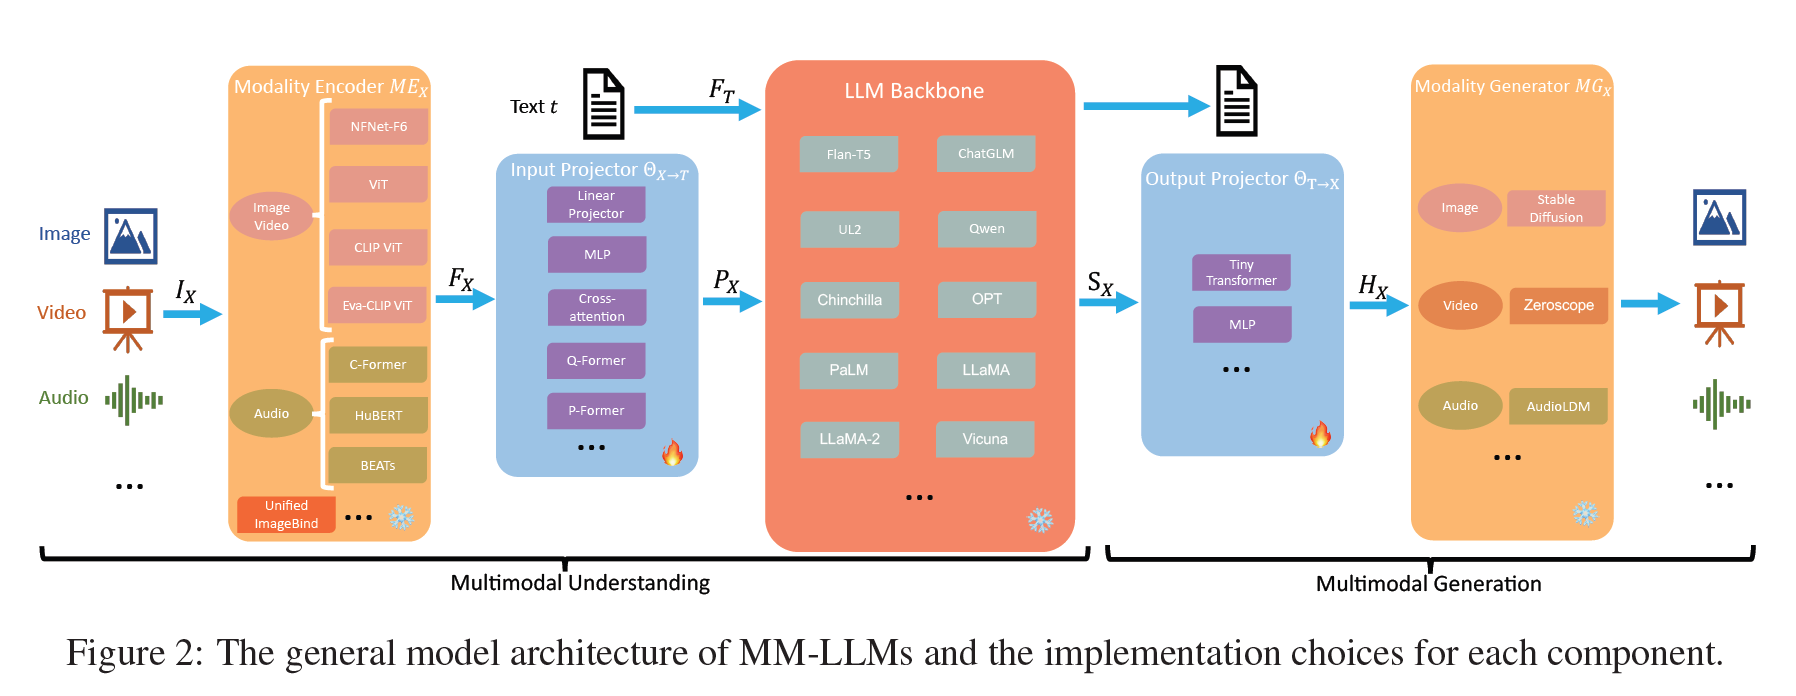 Image
Video
Audio
...
I_X
Modality Encoder ME_X
Image
Video
NFNet-F6
ViT
CLIP ViT
Eva-CLIP ViT
Audio
C-Former
HuBERT
BEATs
Unified
ImageBind
...
F_X
Text t
F_T
Input Projector Θ_X→T
Linear
Projector
MLP
Cross-
attention
Q-Former
P-Former
...
P_X
LLM Backbone
Flan-T5
ChatGLM
UL2
Qwen
Chinchilla
OPT
PaLM
LLaMA
LLaMA-2
Vicuna
...
S_X
Output Projector Θ_T→X
Tiny
Transformer
MLP
...
H_X
Modality Generator MG_X
Image
Stable
Diffusion
Video
Zeroscope
Audio
AudioLDM
...
...
Multimodal Understanding
Multimodal Generation
Figure 2: The general model architecture of MM-LLMs and the implementation choices for each component.